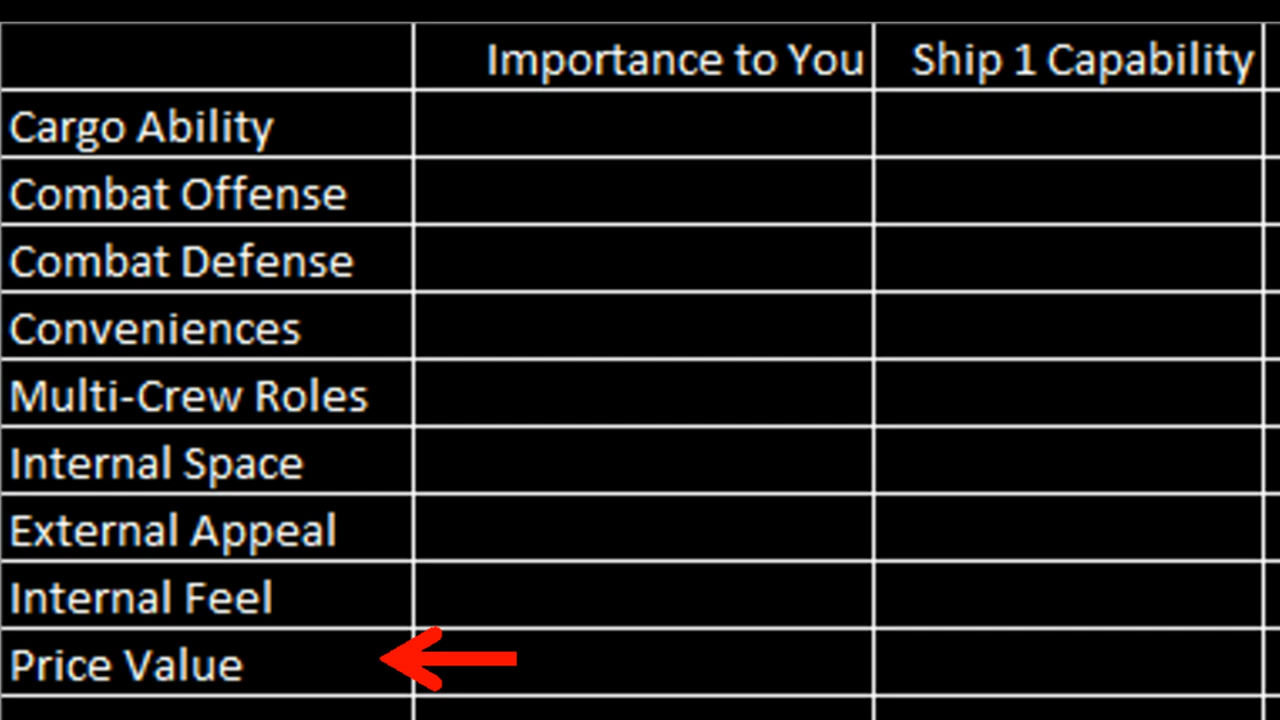 Importance to You Ship 1 Capability
Cargo Ability
Combat Offense
Combat Defense
Conveniences
Multi-Crew Roles
Internal Space
External Appeal
Internal Feel
Price Value